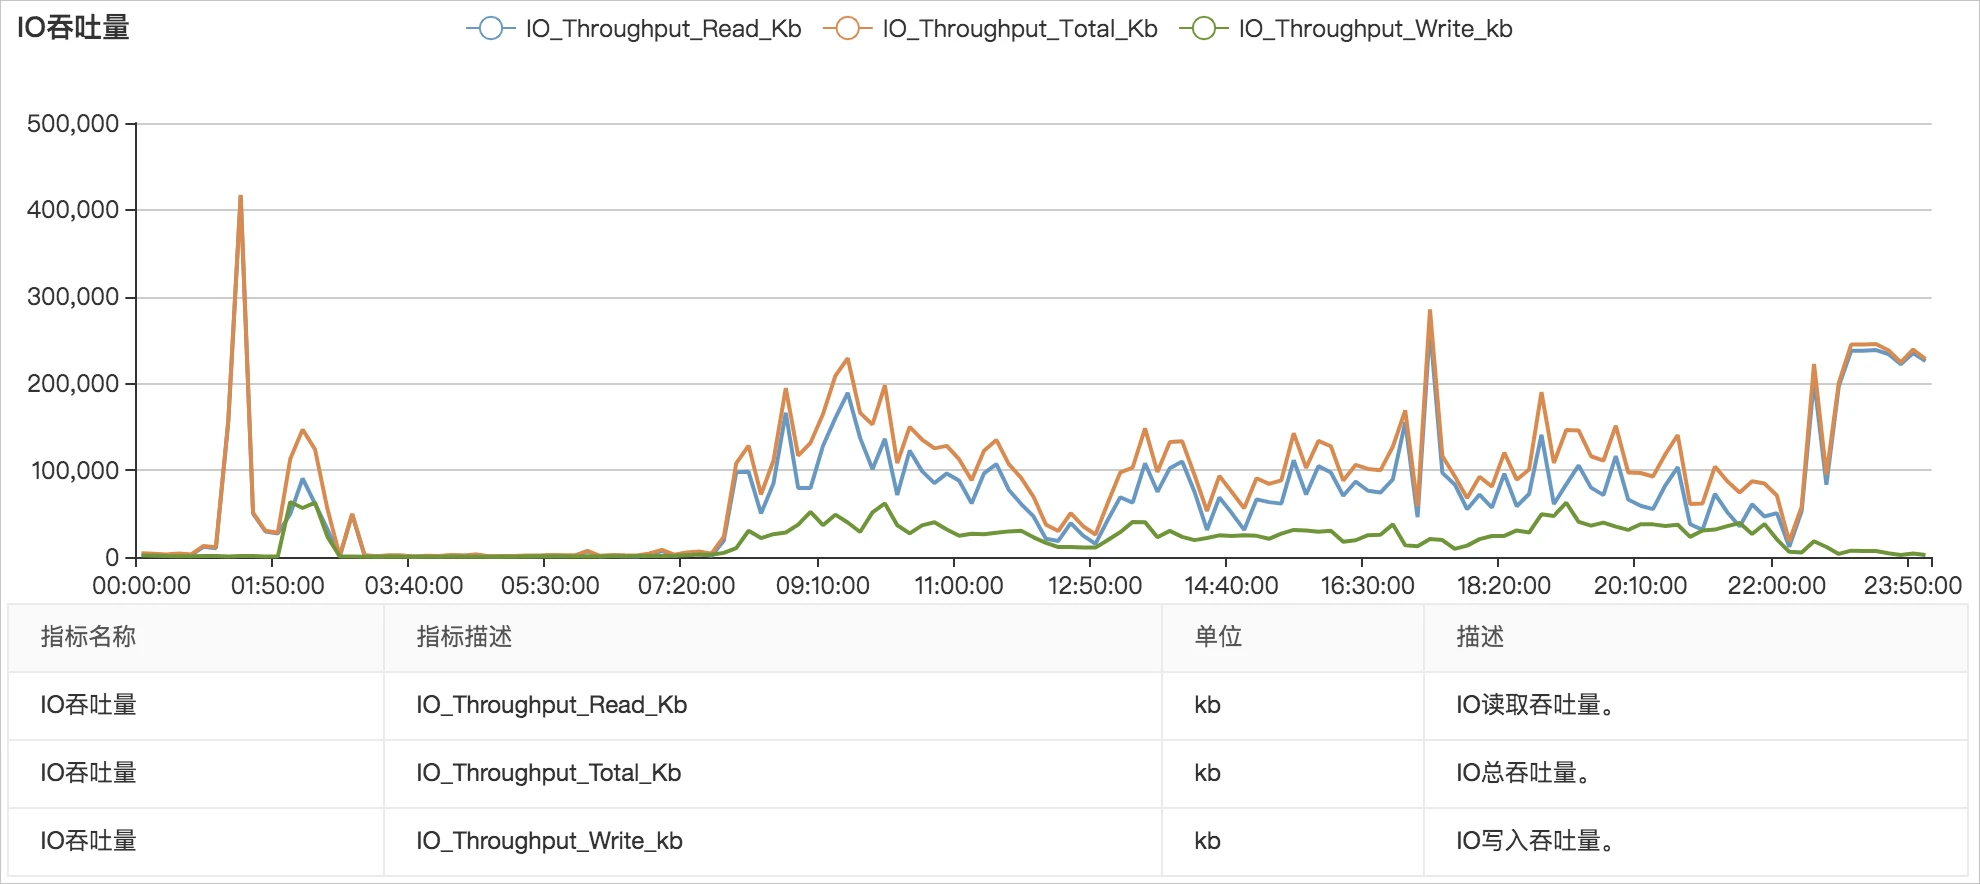 IO吞吐量
IO_Throughput_Read_Kb IO_Throughput_Total_Kb IO_Throughput_Write_kb
500,000
400,000
300,000
200,000
100,000
0
00:00:00 01:50:00 03:40:00 05:30:00 07:20:00 09:10:00 11:00:00 12:50:00 14:40:00 16:30:00 18:20:00 20:10:00 22:00:00 23:50:00
指标名称 指标描述 单位 描述
IO吞吐量 IO_Throughput_Read_Kb kb IO读取吞吐量。
IO吞吐量 IO_Throughput_Total_Kb kb IO总吞吐量。
IO吞吐量 IO_Throughput_Write_kb kb IO写入吞吐量。